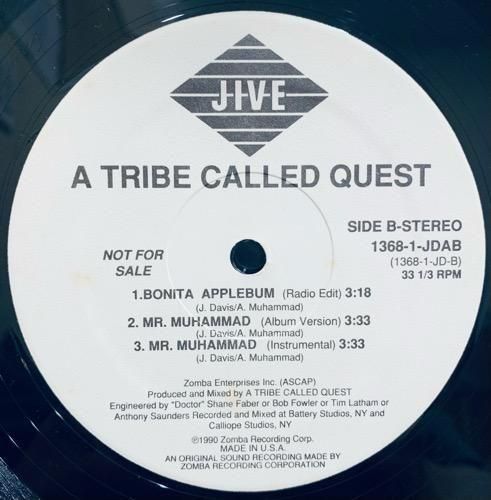 JIVE
A TRIBE CALLED QUEST
SIDE B-STEREO
NOT FOR
SALE
1368-1-JDAB
(1368-1-JD-B)
33 1/3 RPM
1.BONITA APPLEBUM (Radio Edit) 3:18
(J. Davis/A. Muhammad)
2. MR. MUHAMMAD (Album Version) 3:33
(J. Davis/A. Muhammad)
3. MR. MUHAMMAD (Instrumental) 3:33
(J. Davis/A. Muhammad)
Zomba Enterprises Inc. (ASCAP)
Produced and Mixed by A TRIBE CALLED QUEST
Engineered by "Doctor" Shane Faber or Bob Fowler or Tim Latham or
Anthony Saunders Recorded and Mixed at Battery Studios, NY and
Calliope Studios, NY
℗1990 Zomba Recording Corp.
MADE IN U.S.A.
AN ORIGINAL SOUND RECORDING MADE BY
ZOMBA RECORDING CORPORATION